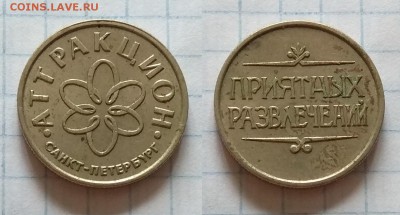 COINS.LAVE.RU
АТТРАКЦИОН
САНКТ-ПЕТЕРБУРГ
ПРИЯТНЫХ
РАЗВЛЕЧЕНИЙ